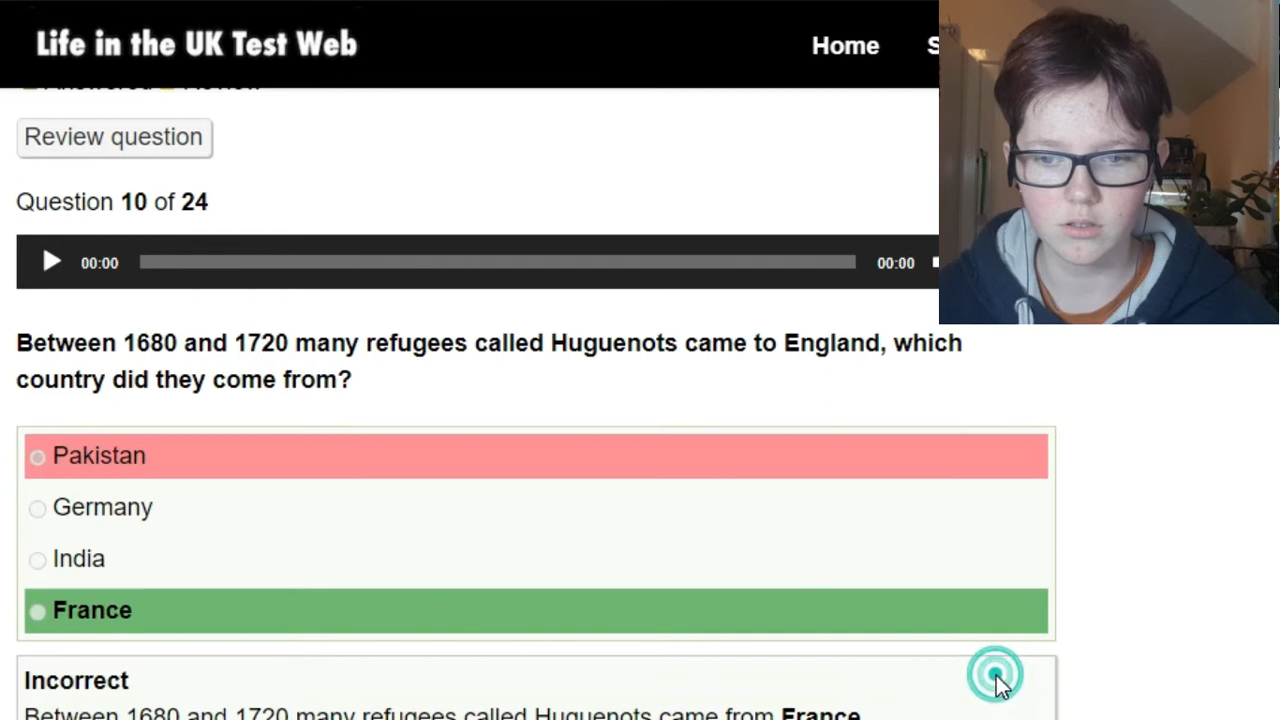 Life in the UK Test Web
Home S
Answered Review
Review question
Question 10 of 24
00:00 00:00
Between 1680 and 1720 many refugees called Huguenots came to England, which
country did they come from?
Pakistan
Germany
India
France
Incorrect
Between 1680 and 1720 many refugees called Huguenots came from France